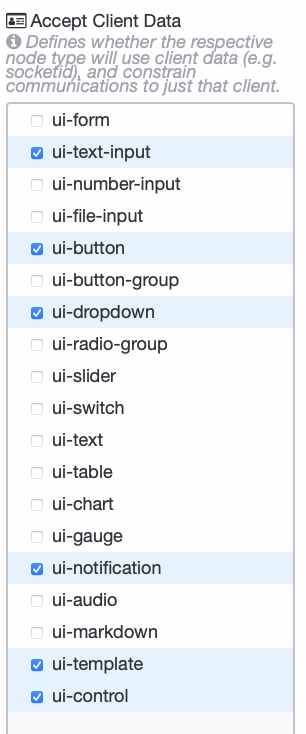 Accept Client Data
Defines whether the respective
node type will use client data (e.g.
socketid), and constrain
communications to just that client.
ui-form
ui-text-input
ui-number-input
ui-file-input
ui-button
ui-button-group
ui-dropdown
ui-radio-group
ui-slider
ui-switch
ui-text
ui-table
ui-chart
ui-gauge
ui-notification
ui-audio
ui-markdown
ui-template
ui-control